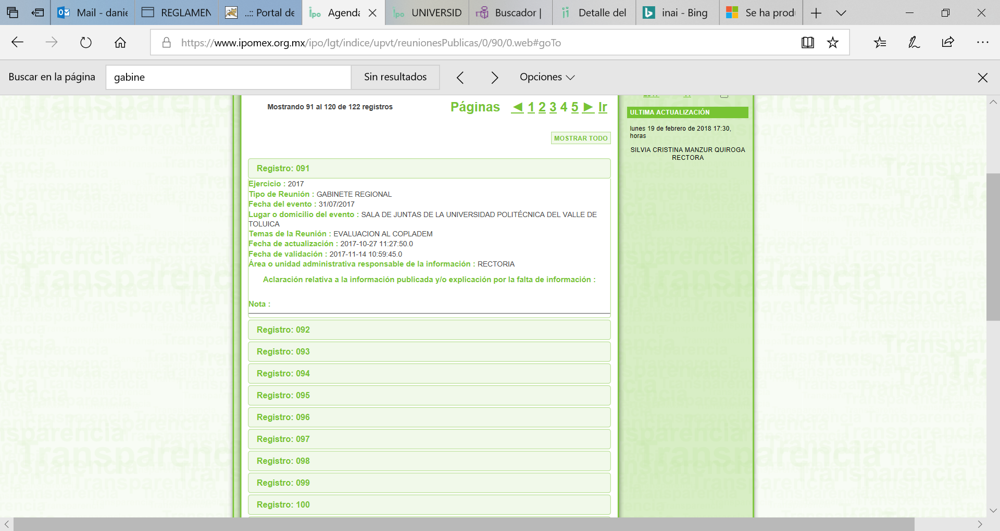 Mail - danie
REGLAMEN
..:: Portal de
Agenda
UNIVERSID
Buscador |
Detalle del
inai - Bing
Se ha prod
https://www.ipomex.org.mx/ipo/lgt/indice/upvt/reunionesPublicas/0/90/0.web#goTo
Buscar en la página
gabine
Sin resultados
Opciones
Mostrando 91 al 120 de 122 registros
Páginas ◄ 1 2 3 4 5 ► Ir
MOSTRAR TODO
Registro: 091
Ejercicio : 2017
Tipo de Reunión : GABINETE REGIONAL
Fecha del evento : 31/07/2017
Lugar o domicilio del evento : SALA DE JUNTAS DE LA UNIVERSIDAD POLITÉCNICA DEL VALLE DE
TOLUICA
Temas de la Reunión : EVALUACION AL COPLADEM
Fecha de actualización : 2017-10-27 11:27:50.0
Fecha de validación : 2017-11-14 10:59:45.0
Área o unidad administrativa responsable de la información : RECTORIA
Aclaración relativa a la información publicada y/o explicación por la falta de información :
Nota :
Registro: 092
Registro: 093
Registro: 094
Registro: 095
Registro: 096
Registro: 097
Registro: 098
Registro: 099
Registro: 100
ULTIMA ACTUALIZACIÓN
lunes 19 de febrero de 2018 17:30,
horas
SILVIA CRISTINA MANZUR QUIROGA
RECTORA